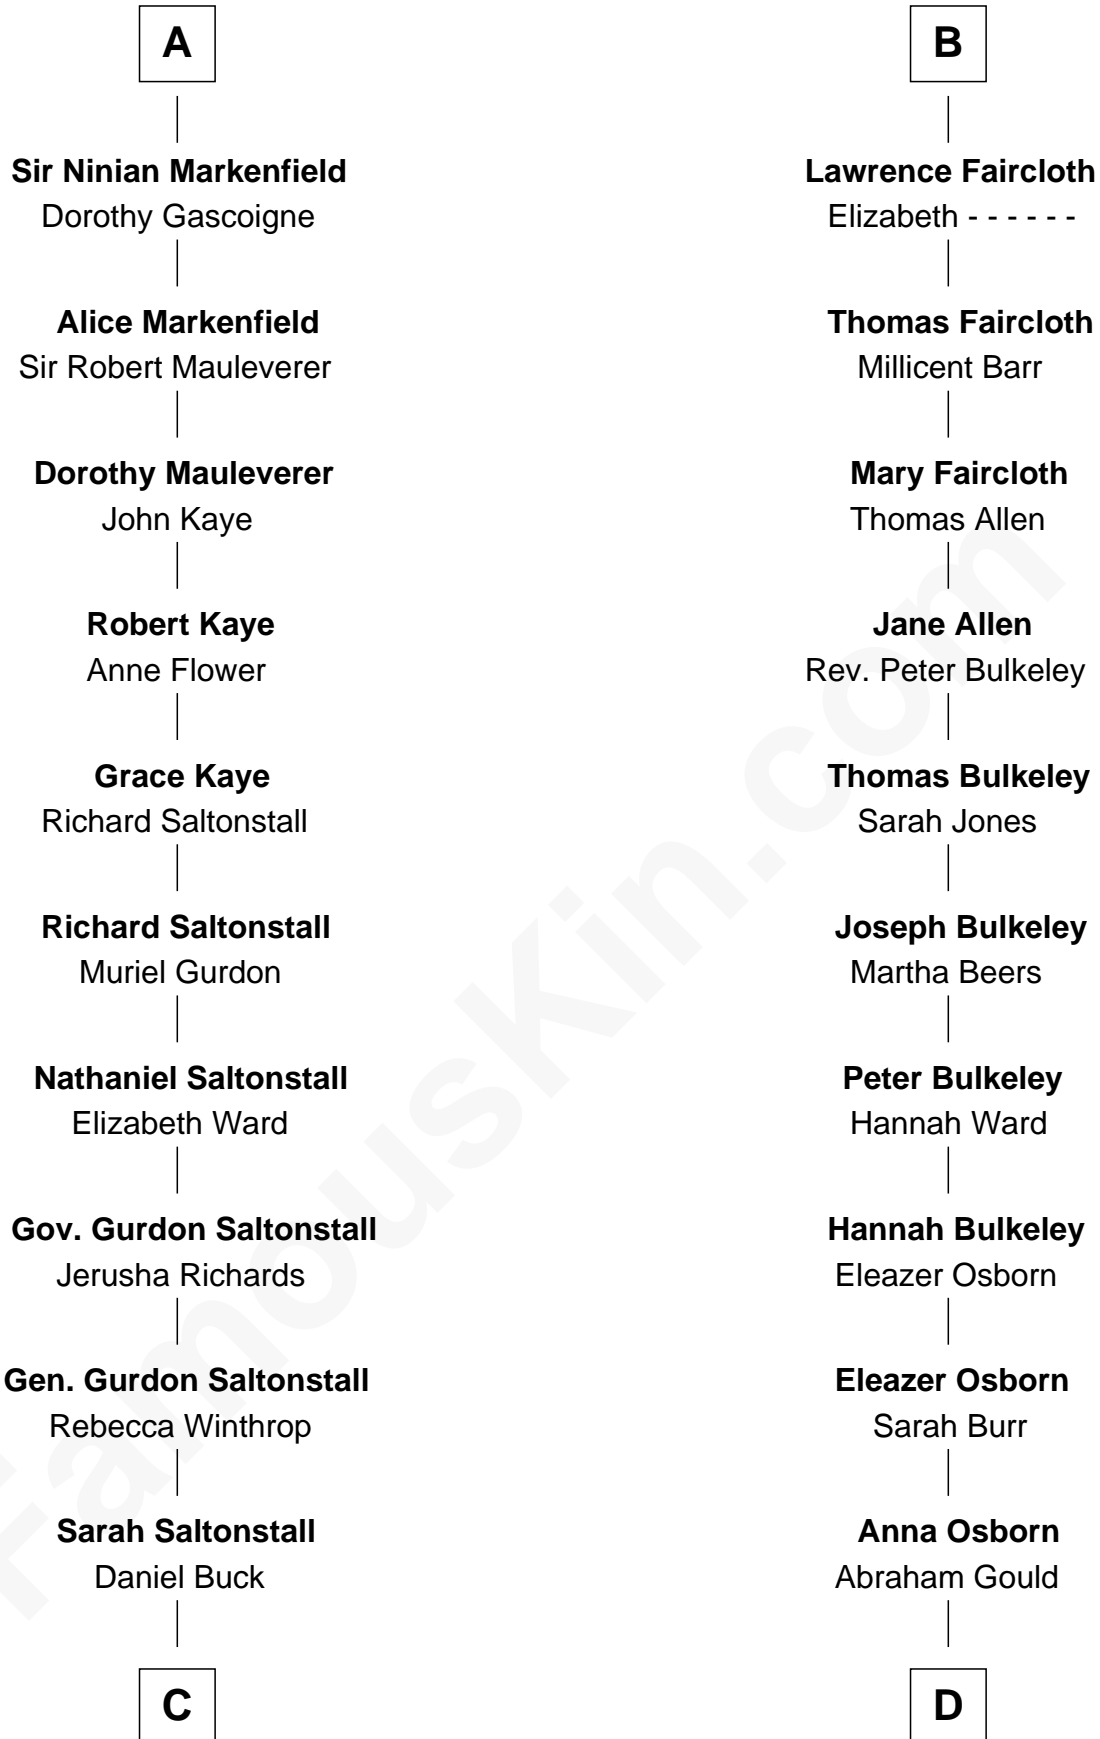 A
Sir Ninian Markenfield
Dorothy Gascoigne
Alice Markenfield
Sir Robert Mauleverer
Dorothy Mauleverer
John Kaye
Robert Kaye
Anne Flower
Grace Kaye
Richard Saltonstall
Richard Saltonstall
Muriel Gurdon
Nathaniel Saltonstall
Elizabeth Ward
Gov. Gurdon Saltonstall
Jerusha Richards
Gen. Gurdon Saltonstall
Rebecca Winthrop
Sarah Saltonstall
Daniel Buck
C
B
Lawrence Faircloth
Elizabeth - - - - - -
Thomas Faircloth
Millicent Barr
Mary Faircloth
Thomas Allen
Jane Allen
Rev. Peter Bulkeley
Thomas Bulkeley
Sarah Jones
Joseph Bulkeley
Martha Beers
Peter Bulkeley
Hannah Ward
Hannah Bulkeley
Eleazer Osborn
Eleazer Osborn
Sarah Burr
Anna Osborn
Abraham Gould
D
FamousKin.com